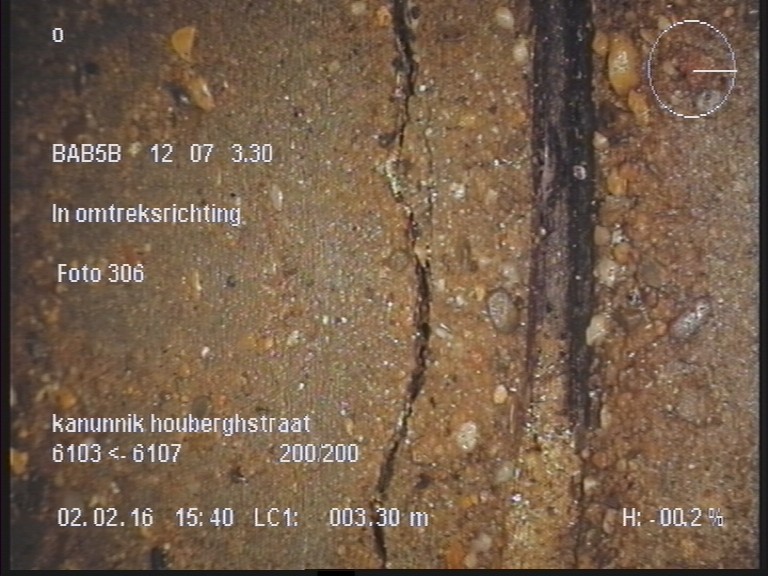 0
BAB5B 12 07 3.30
In omtreksrichting
Foto 306
kanunnik houberghstraat
6103 <- 6107 200/200
02.02.16 15:40 LC1: 003.30 m H: -00.2 %